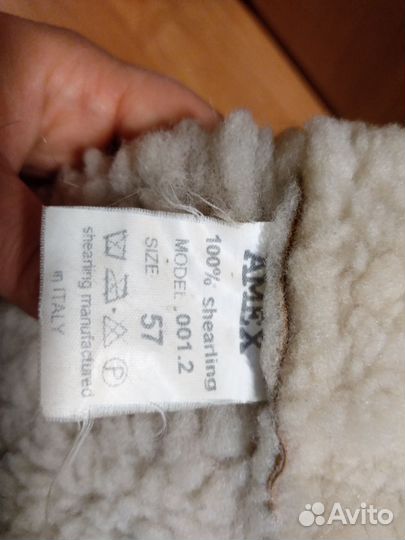 AMEX
100% shearling
MODEL .001.2
SIZE 57
P
shearling manufactured
in ITALY
Avito